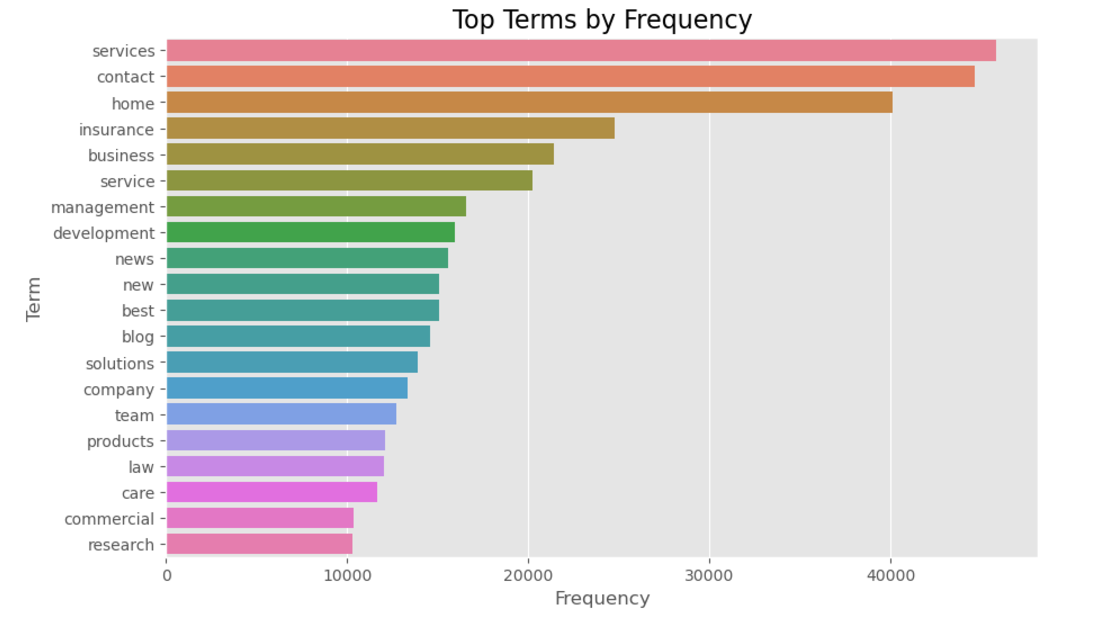 Top Terms by Frequency
services
contact
home
insurance
business
service
management
development
news
new
best
blog
solutions
company
team
products
law
care
commercial
research
Term
0 10000 20000 30000 40000
Frequency